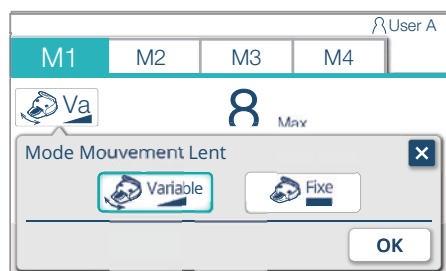 User A
M1 M2 M3 M4
Va 8 Max
Mode Mouvement Lent
Variable Fixe
OK